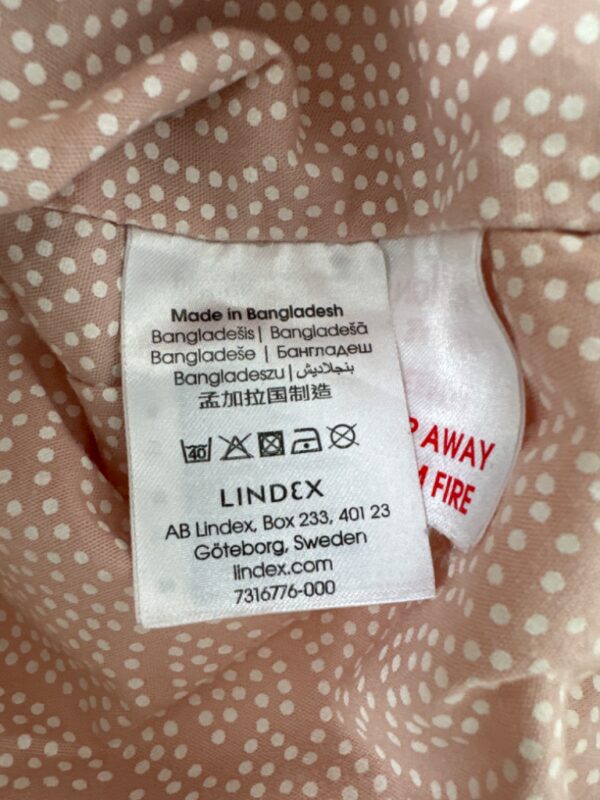 Made in Bangladesh
Bangladešis | Bangladešā
Bangladeše | Бангладеш
Bangladeszu | بنجلاديش
孟加拉国制造
40
LINDEX
AB Lindex, Box 233, 401 23
Göteborg, Sweden
lindex.com
7316776-000
AWAY
FIRE